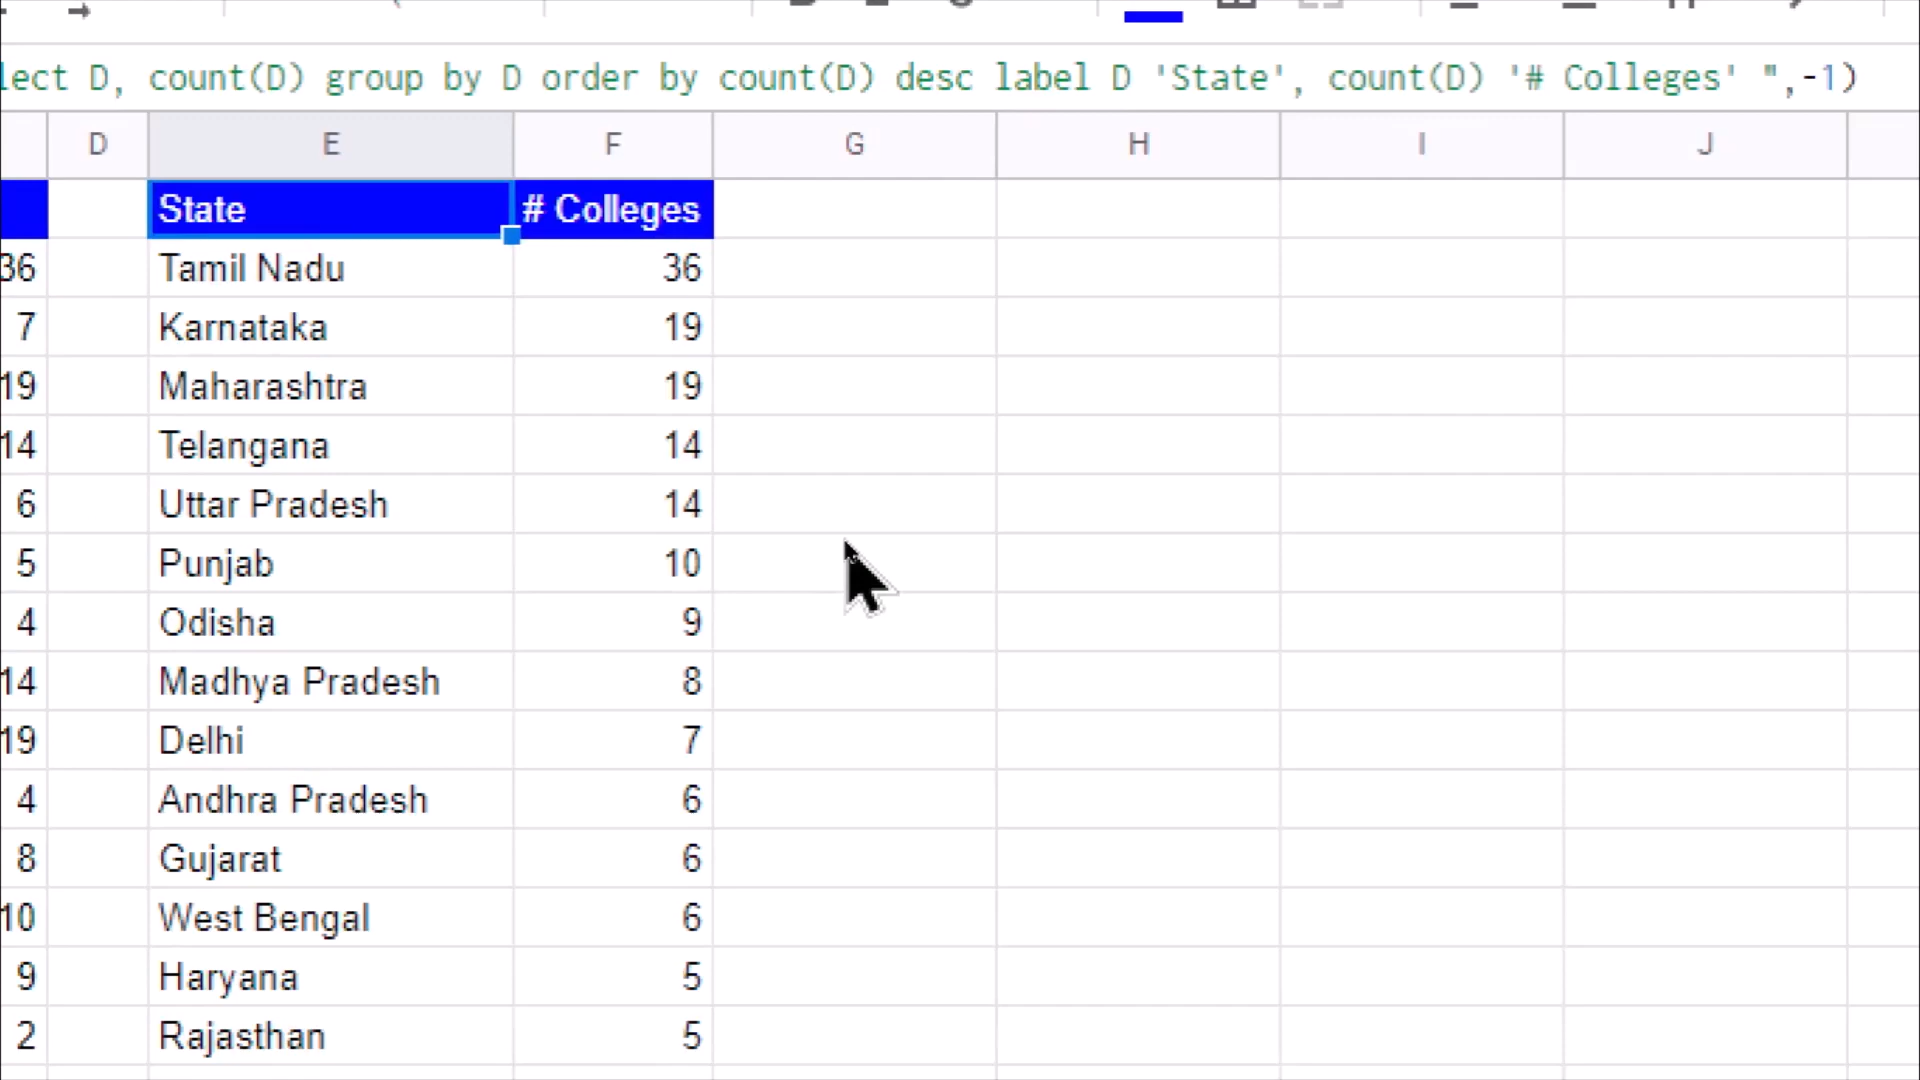 lect D, count(D) group by D order by count(D) desc label D 'State', count(D) '# Colleges' ",-1)
D E F G H I J
State # Colleges
36 Tamil Nadu 36
7 Karnataka 19
19 Maharashtra 19
14 Telangana 14
6 Uttar Pradesh 14
5 Punjab 10
4 Odisha 9
14 Madhya Pradesh 8
19 Delhi 7
4 Andhra Pradesh 6
8 Gujarat 6
10 West Bengal 6
9 Haryana 5
2 Rajasthan 5